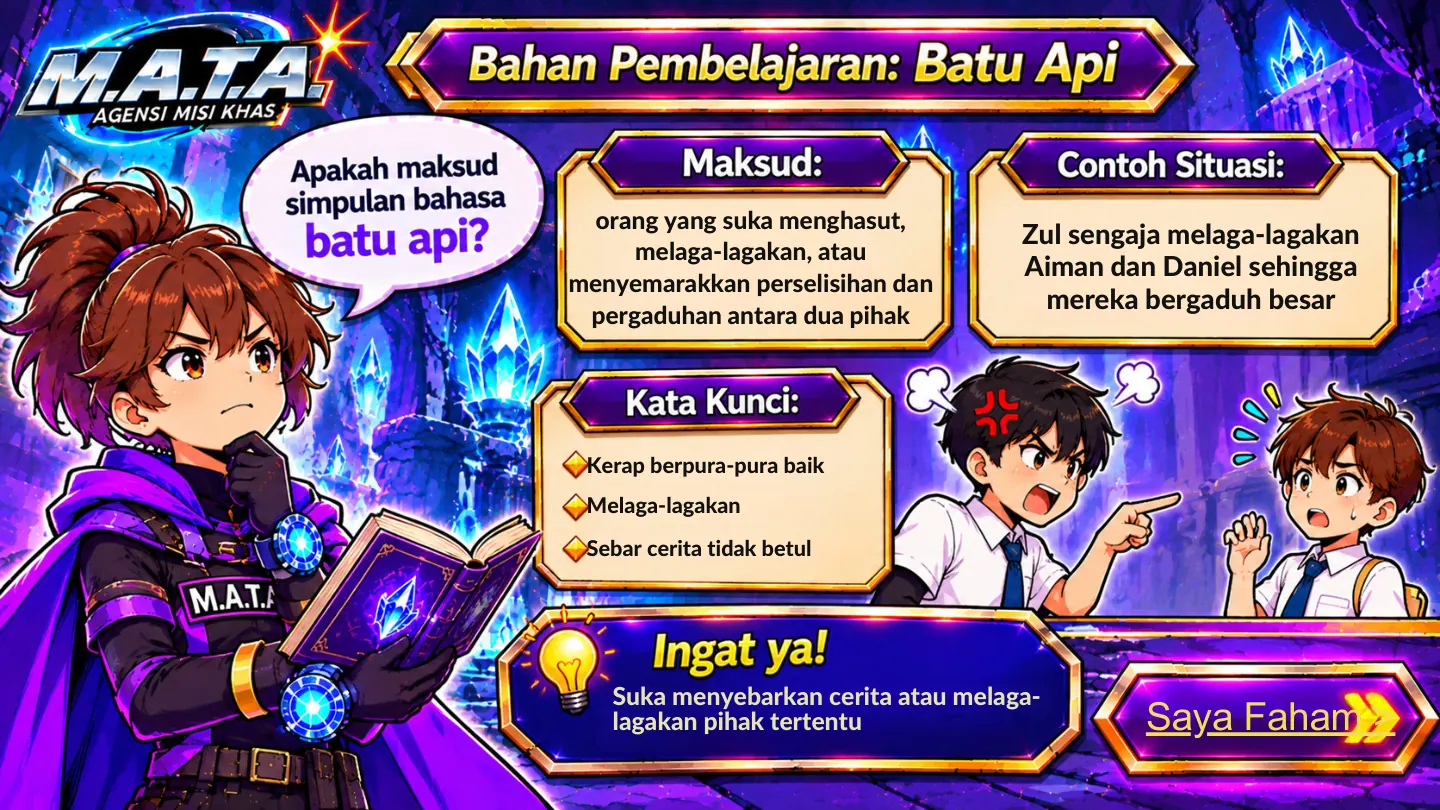 M.A.T.A.
AGENSI MISI KHAS
Bahan Pembelajaran: Batu Api
Apakah maksud
simpulan bahasa
batu api?
Maksud:
orang yang suka menghasut,
melaga-lagakan, atau
menyemarakkan perselisihan dan
pergaduhan antara dua pihak
Contoh Situasi:
Zul sengaja melaga-lagakan
Aiman dan Daniel sehingga
mereka bergaduh besar
Kata Kunci:
Kerap berpura-pura baik
Melaga-lagakan
Sebar cerita tidak betul
M.A.T.A
Ingat ya!
Suka menyebarkan cerita atau melaga-
lagakan pihak tertentu
Saya Faham